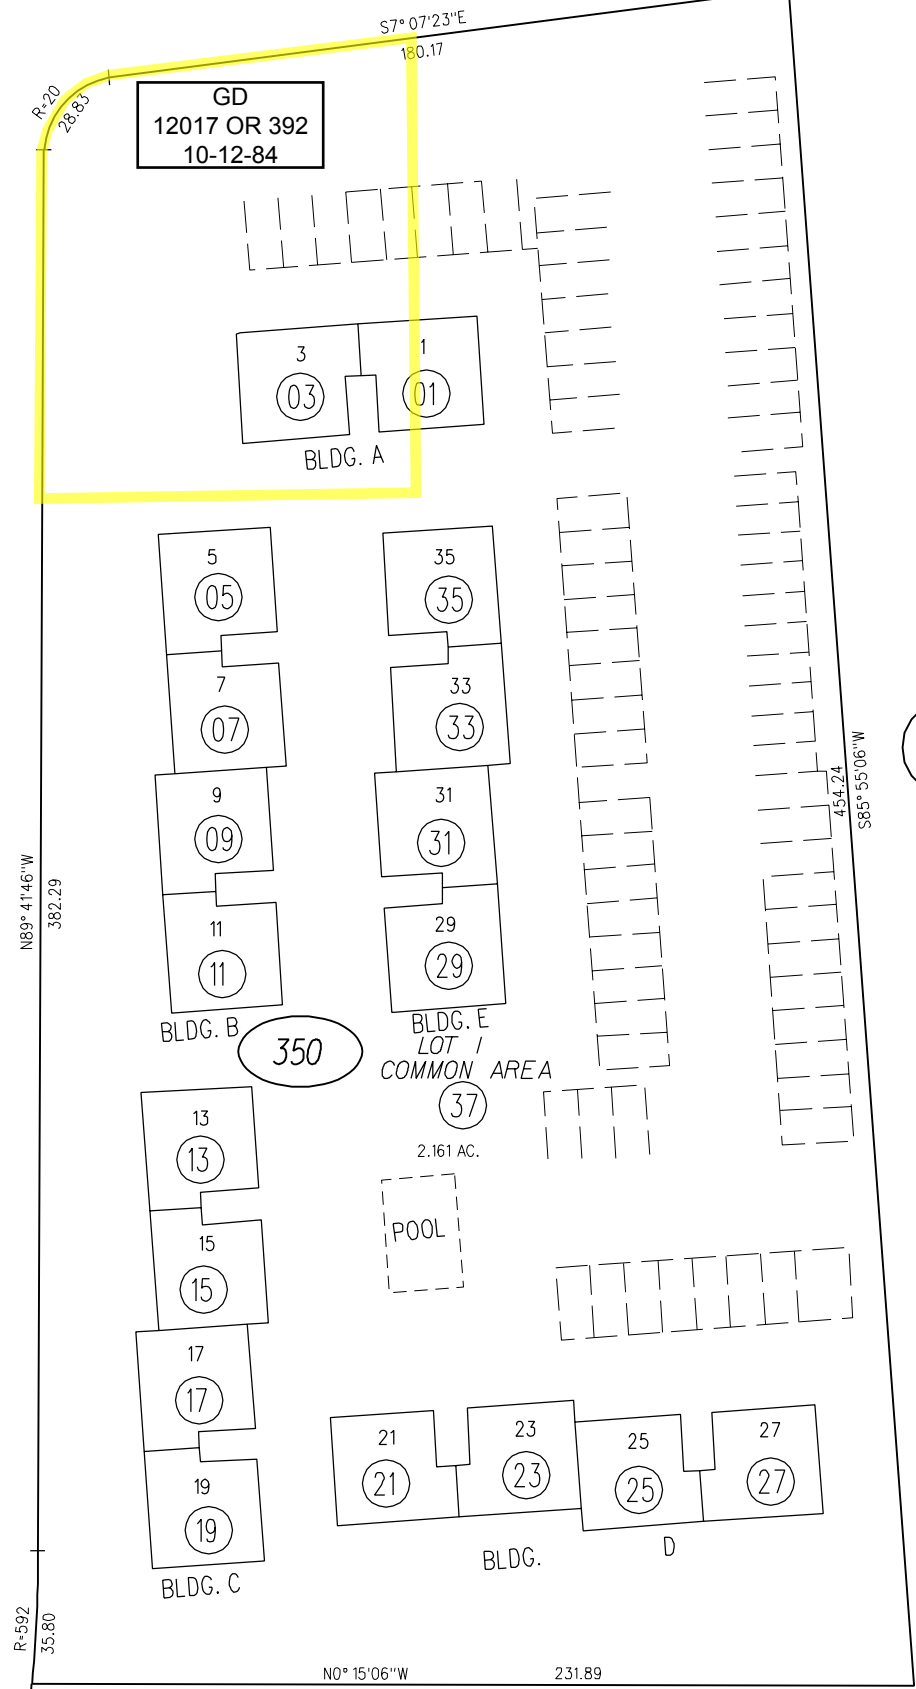 S7° 07'23"E
180.17
R=20
28.83
GD
12017 OR 392
10-12-84
3
03
1
01
BLDG. A
5
05
7
07
9
09
11
11
BLDG. B
35
35
33
33
31
31
29
29
BLDG. E
454.24
S85° 55'06"W
N89° 41'46"W
382.29
350
LOT 1
COMMON AREA
37
2.161 AC.
POOL
13
13
15
15
17
17
19
19
BLDG. C
21
21
23
23
25
25
27
27
BLDG. D
R=592
35.80
N0° 15'06"W 231.89